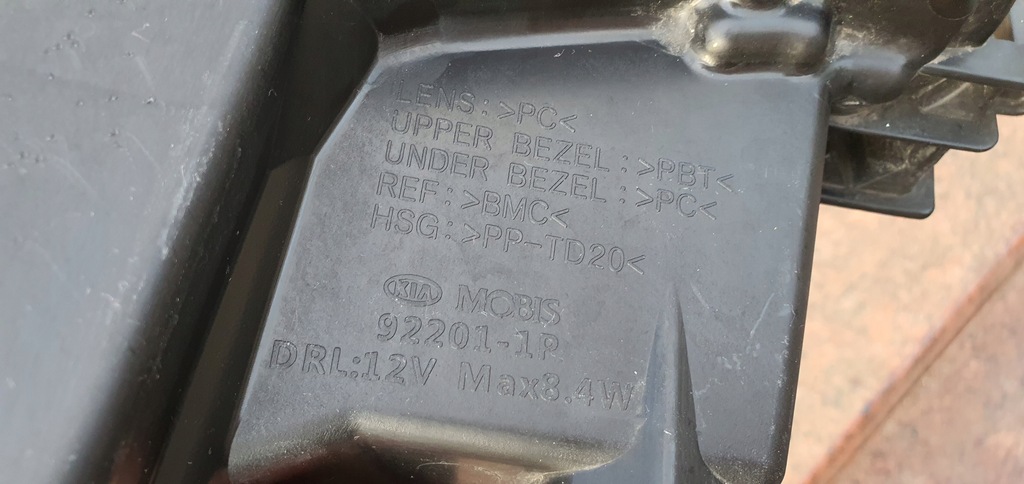 LENS: >PC<
UPPER BEZEL: >PBT<
UNDER BEZEL: >PC<
REF: >BMC<
HSG: >PP-TD20<
KIA MOBIS
92201-1P
DRL:12V Max8.4W